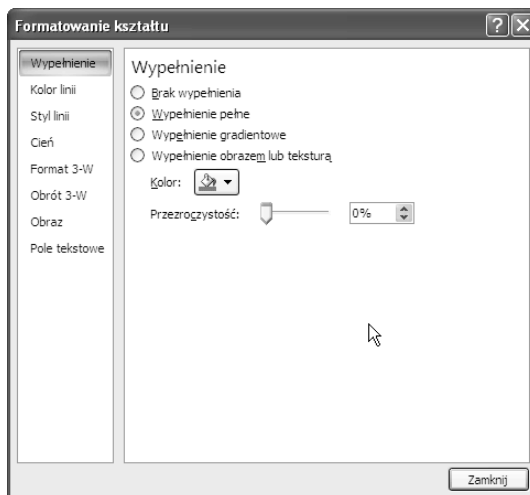 Formatowanie kształtu
Wypełnienie
Kolor linii
Styl linii
Cień
Format 3-W
Obrót 3-W
Obraz
Pole tekstowe
Wypełnienie
Brak wypełnienia
Wypełnienie pełne
Wypełnienie gradientowe
Wypełnienie obrazem lub teksturą
Kolor:
Przezroczystość: 0%
Zamknij